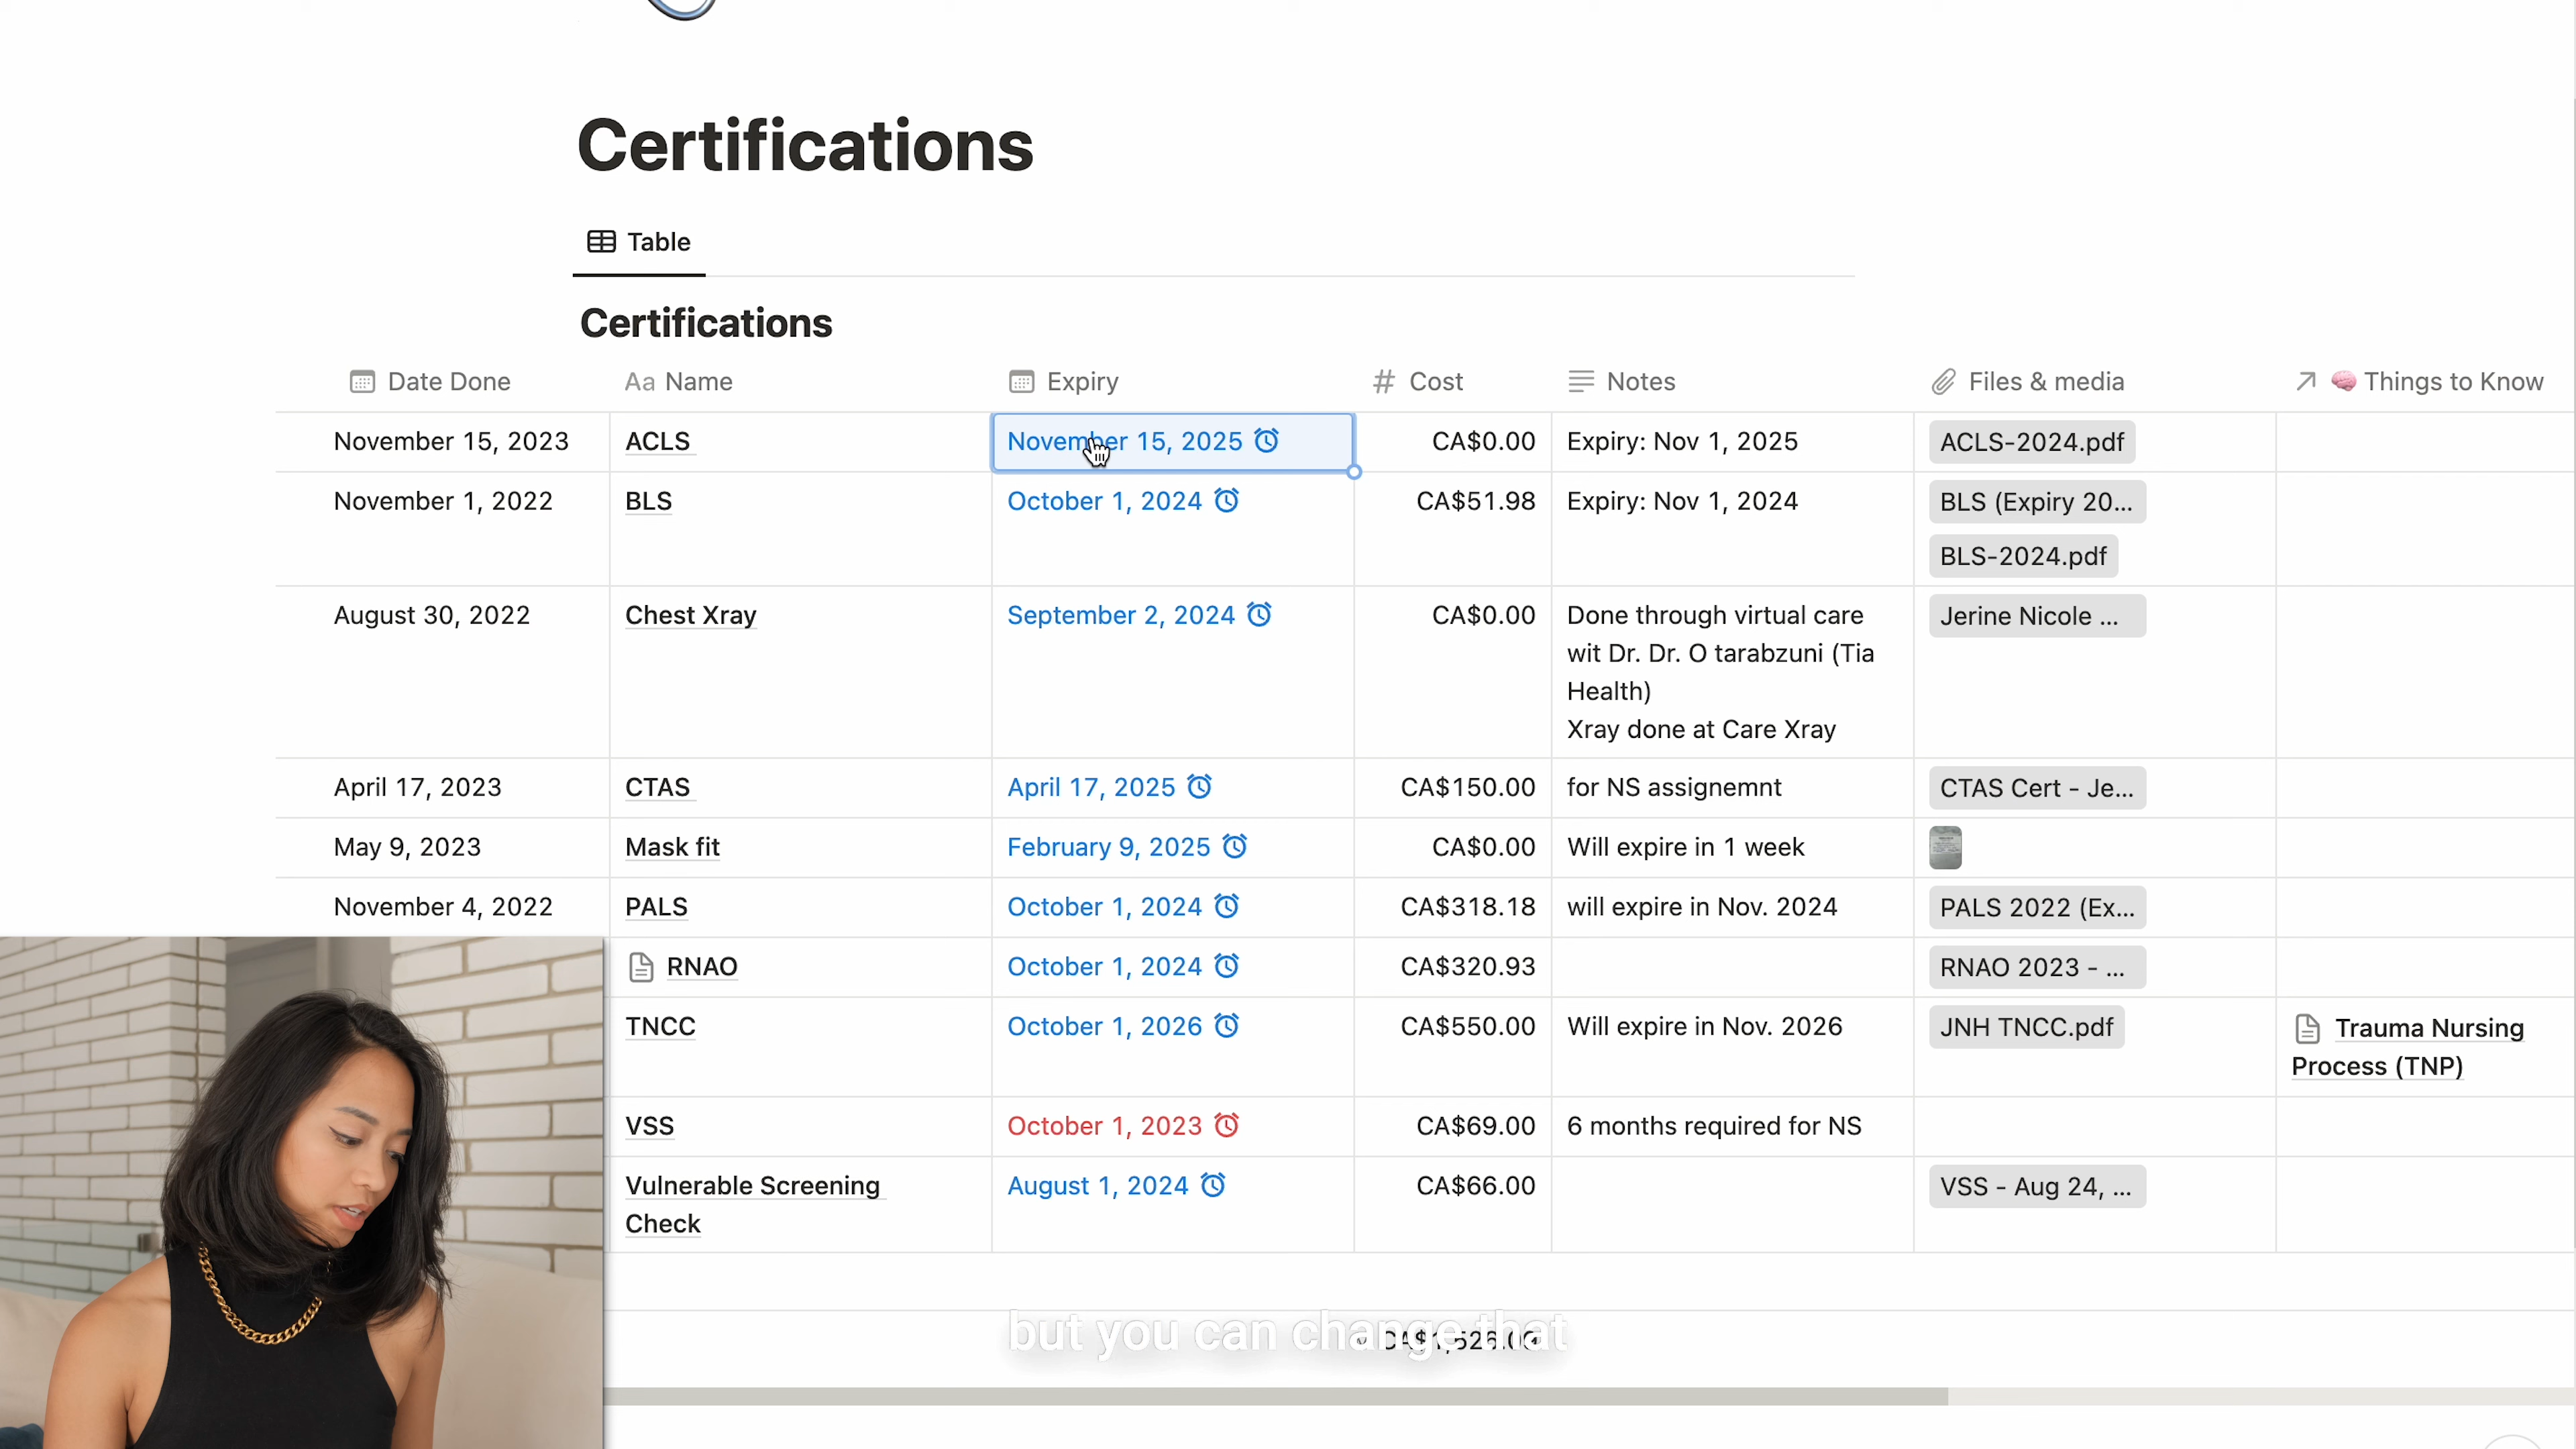 Certifications
Table
Certifications
Date Done Aa Name Expiry # Cost Notes Files & media 🧠 Things to Know
November 15, 2023 ACLS November 15, 2025 CA$0.00 Expiry: Nov 1, 2025 ACLS-2024.pdf
November 1, 2022 BLS October 1, 2024 CA$51.98 Expiry: Nov 1, 2024 BLS (Expiry 20...
BLS-2024.pdf
August 30, 2022 Chest Xray September 2, 2024 CA$0.00 Done through virtual care Jerine Nicole ...
wit Dr. Dr. O tarabzuni (Tia
Health)
Xray done at Care Xray
April 17, 2023 CTAS April 17, 2025 CA$150.00 for NS assignemnt CTAS Cert - Je...
May 9, 2023 Mask fit February 9, 2025 CA$0.00 Will expire in 1 week
November 4, 2022 PALS October 1, 2024 CA$318.18 will expire in Nov. 2024 PALS 2022 (Ex...
RNAO October 1, 2024 CA$320.93 RNAO 2023 - ...
TNCC October 1, 2026 CA$550.00 Will expire in Nov. 2026 JNH TNCC.pdf Trauma Nursing
Process (TNP)
VSS October 1, 2023 CA$69.00 6 months required for NS
Vulnerable Screening August 1, 2024 CA$66.00 VSS - Aug 24, ...
Check
but you can change that
CA$1,526.09